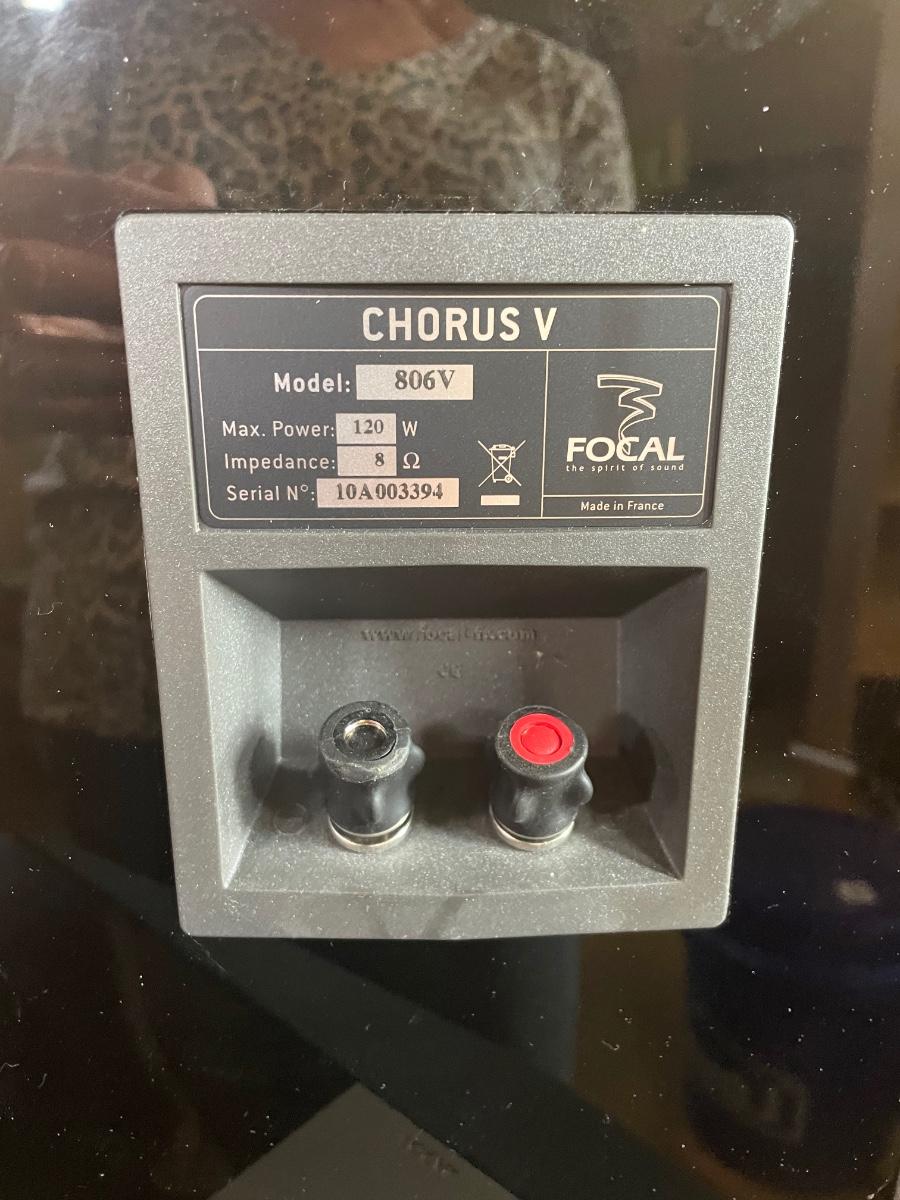 CHORUS V
Model: 806V
Max. Power: 120 W
Impedance: 8 Ω
Serial N°: 10A003394
FOCAL
the spirit of sound
Made in France
www.focal-fr.com